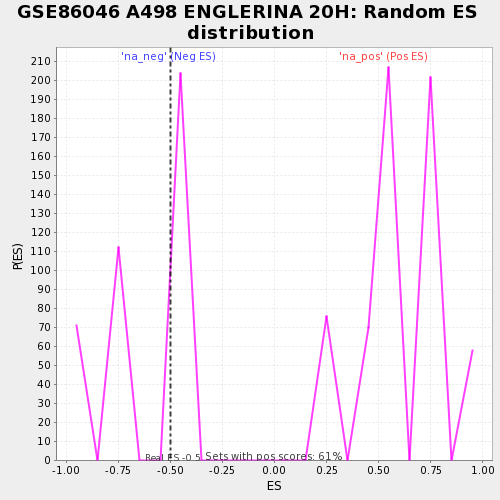 GSE86046 A498 ENGLERINA 20H: Random ES
distribution
'na_neg' (Neg ES)
'na_pos' (Pos ES)
210
200
190
180
170
160
150
140
130
120
110
100
90
80
70
60
50
40
30
20
10
0
P(ES)
Real ES -0.5
Sets with pos scores: 61%
-1.00 -0.75 -0.50 -0.25 0.00 0.25 0.50 0.75 1.00
ES